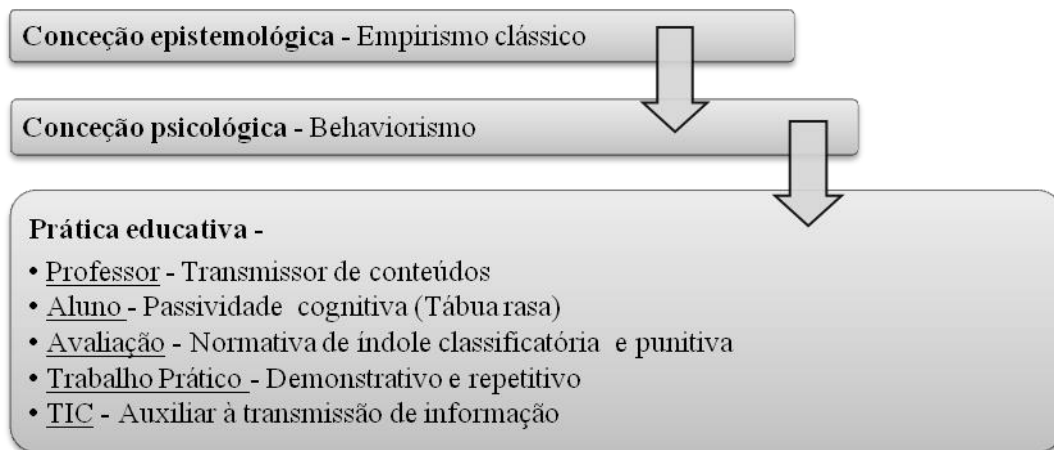 Conceção epistemológica - Empirismo clássico
Conceção psicológica - Behaviorismo
Prática educativa -
• Professor - Transmissor de conteúdos
• Aluno - Passividade cognitiva (Tábua rasa)
• Avaliação - Normativa de índole classificatória e punitiva
• Trabalho Prático - Demonstrativo e repetitivo
• TIC - Auxiliar à transmissão de informação